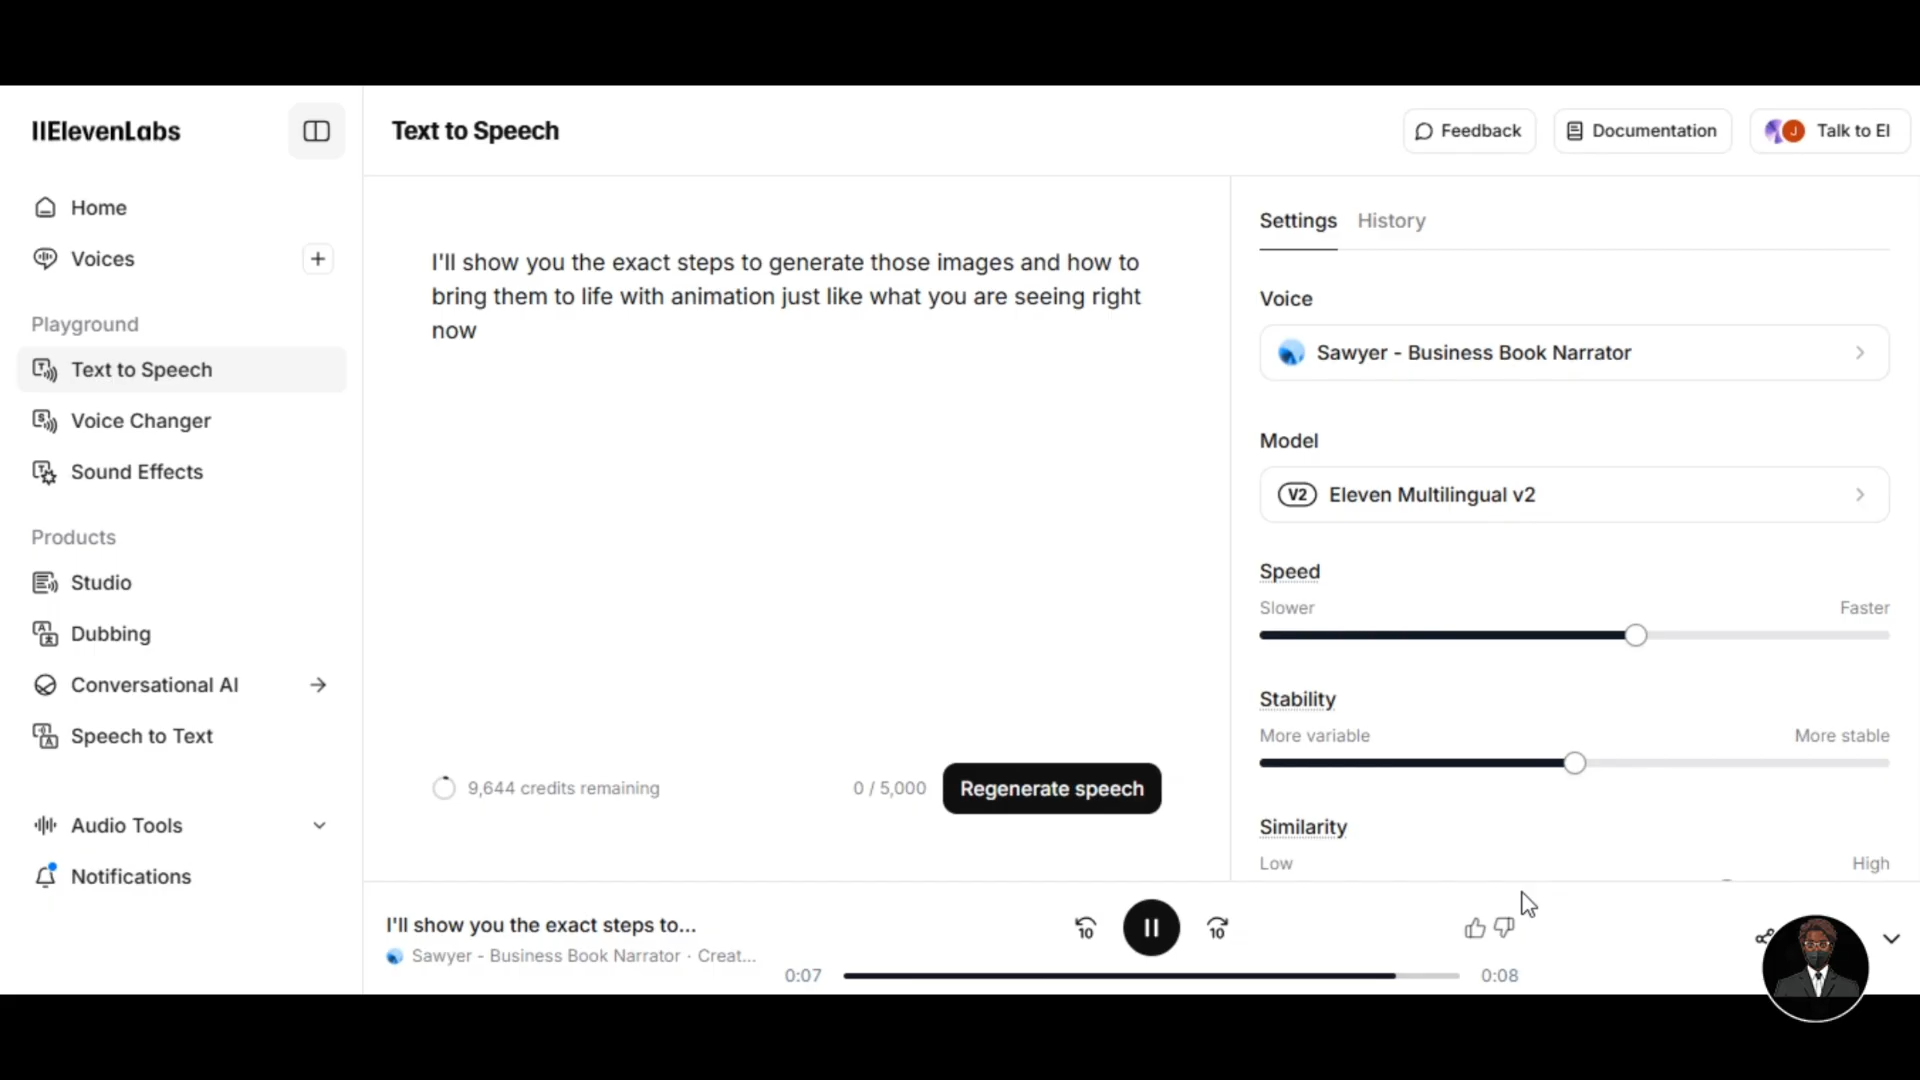 IIElevenLabs
Text to Speech
Feedback
Documentation
J
Talk to EI
Home
Voices
Playground
Text to Speech
Voice Changer
Sound Effects
Products
Studio
Dubbing
Conversational AI
Speech to Text
Audio Tools
Notifications
I'll show you the exact steps to generate those images and how to
bring them to life with animation just like what you are seeing right
now
9,644 credits remaining
0 / 5,000
Regenerate speech
Settings
History
Voice
Sawyer - Business Book Narrator
Model
V2 Eleven Multilingual v2
Speed
Slower
Faster
Stability
More variable
More stable
Similarity
Low
High
I'll show you the exact steps to...
Sawyer - Business Book Narrator · Creat...
10
10
0:07
0:08